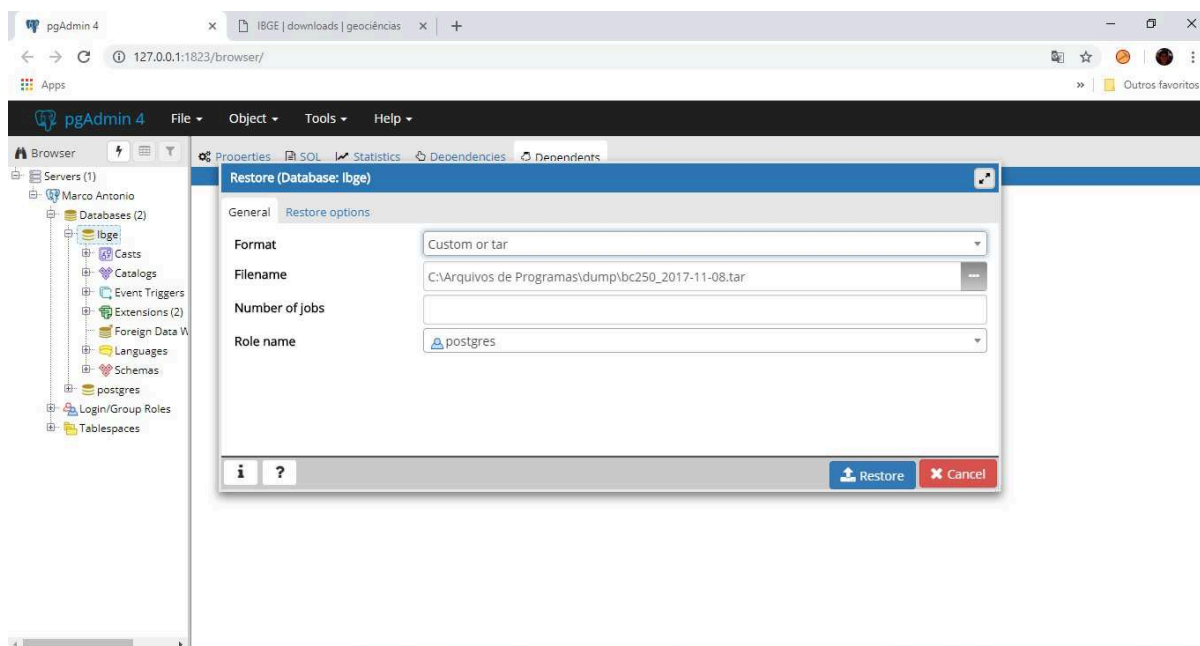 pgAdmin 4
IBGE | downloads | geociências
127.0.0.1:1823/browser/
Apps
Outros favoritos
pgAdmin 4 File Object Tools Help
Browser
Properties SQL Statistics Dependencies Dependents
Servers (1)
Marco Antonio
Databases (2)
Ibge
Casts
Catalogs
Event Triggers
Extensions (2)
Foreign Data W
Languages
Schemas
postgres
Login/Group Roles
Tablespaces
Restore (Database: Ibge)
General Restore options
Format Custom or tar
Filename C:\Arquivos de Programas\dump\bc250_2017-11-08.tar
Number of jobs
Role name postgres
i ? Restore Cancel